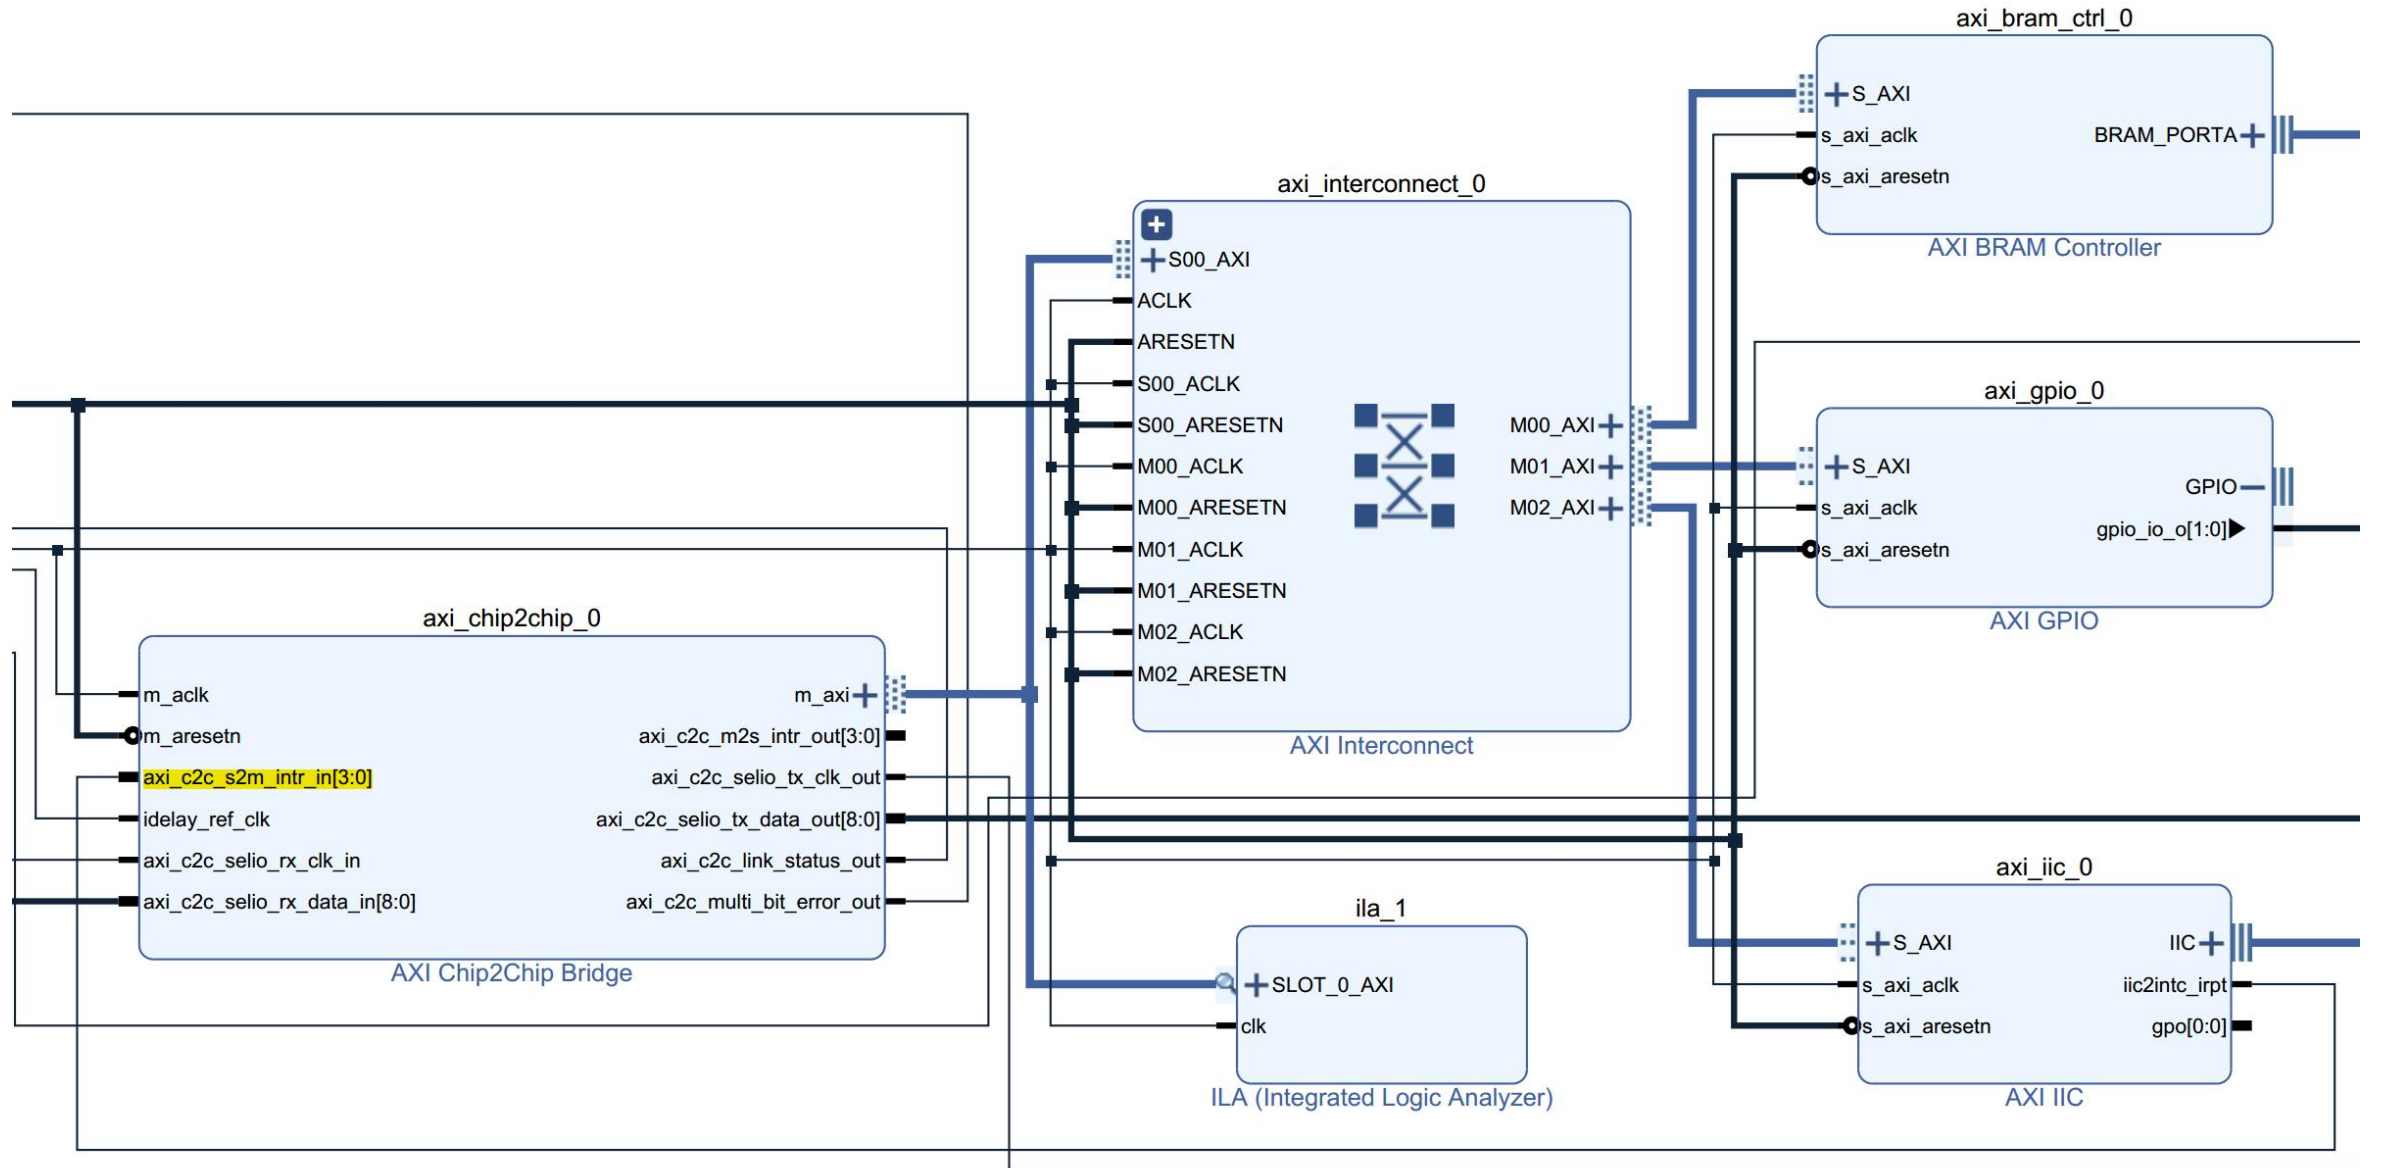 axi_bram_ctrl_0
S_AXI
s_axi_aclk
BRAM_PORTA
s_axi_aresetn
AXI BRAM Controller
axi_interconnect_0
S00_AXI
ACLK
ARESETN
S00_ACLK
S00_ARESETN
M00_AXI
M00_ACLK
M01_AXI
M00_ARESETN
M02_AXI
M01_ACLK
M01_ARESETN
M02_ACLK
M02_ARESETN
AXI Interconnect
axi_gpio_0
S_AXI
GPIO
s_axi_aclk
gpio_io_o[1:0]
s_axi_aresetn
AXI GPIO
axi_chip2chip_0
m_aclk
m_axi
m_aresetn
axi_c2c_m2s_intr_out[3:0]
axi_c2c_s2m_intr_in[3:0]
axi_c2c_selio_tx_clk_out
idelay_ref_clk
axi_c2c_selio_tx_data_out[8:0]
axi_c2c_selio_rx_clk_in
axi_c2c_link_status_out
axi_c2c_selio_rx_data_in[8:0]
axi_c2c_multi_bit_error_out
AXI Chip2Chip Bridge
ila_1
SLOT_0_AXI
clk
ILA (Integrated Logic Analyzer)
axi_iic_0
S_AXI
IIC
s_axi_aclk
iic2intc_irpt
s_axi_aresetn
gpo[0:0]
AXI IIC